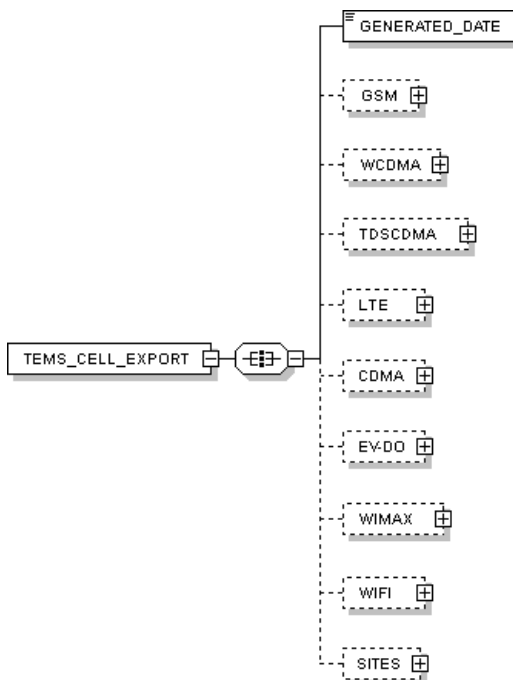 GENERATED_DATE
GSM
WCDMA
TDSCDMA
LTE
TEMS_CELL_EXPORT
CDMA
EV-DO
WIMAX
WIFI
SITES